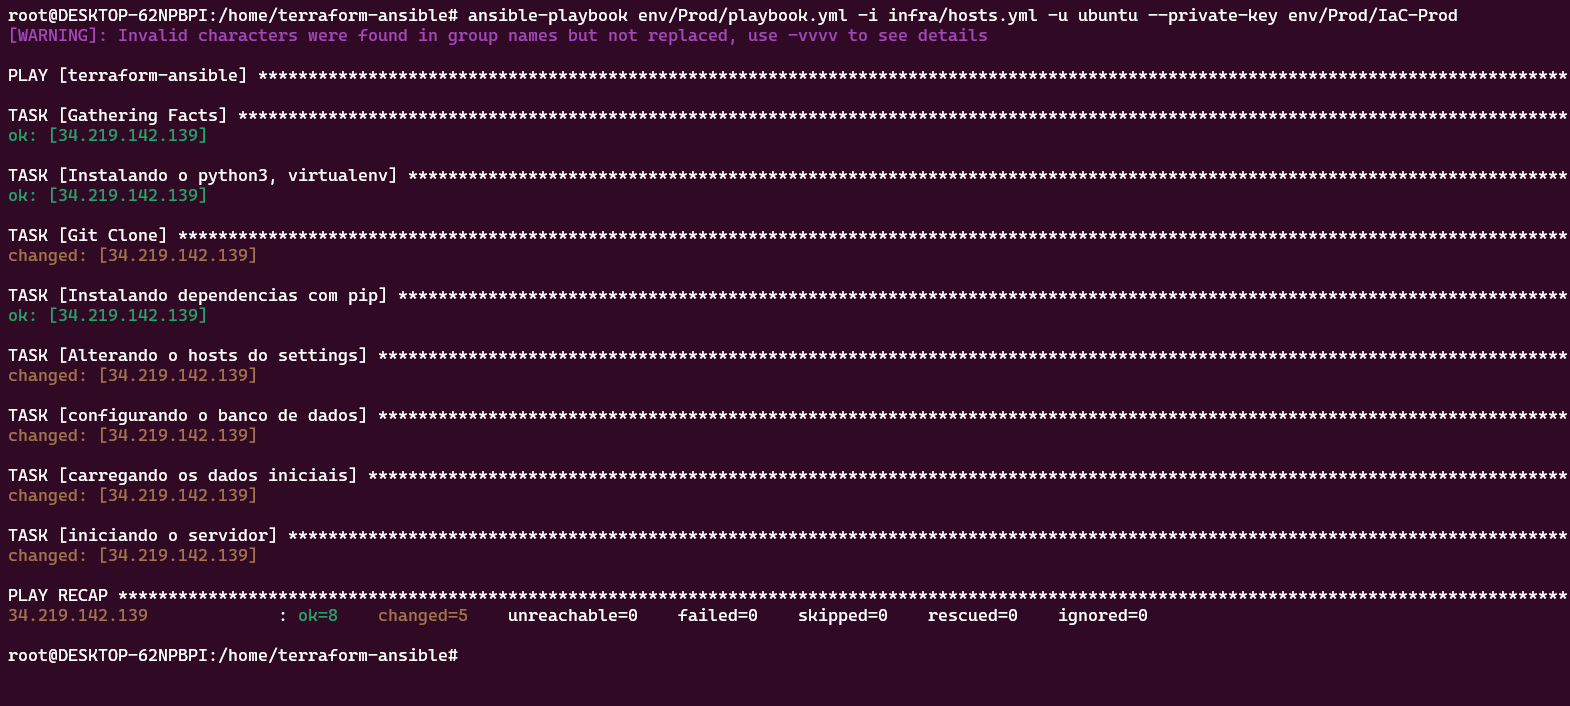 root@DESKTOP-62NPBPI:/home/terraform-ansible# ansible-playbook env/Prod/playbook.yml -i infra/hosts.yml -u ubuntu --private-key env/Prod/IaC-Prod
[WARNING]: Invalid characters were found in group names but not replaced, use -vvvv to see details
PLAY [terraform-ansible] ***********************************************************************************************************************************
TASK [Gathering Facts] *************************************************************************************************************************************
ok: [34.219.142.139]
TASK [Instalando o python3, virtualenv] ********************************************************************************************************************
ok: [34.219.142.139]
TASK [Git Clone] *******************************************************************************************************************************************
changed: [34.219.142.139]
TASK [Instalando dependencias com pip] *********************************************************************************************************************
ok: [34.219.142.139]
TASK [Alterando o hosts do settings] ***********************************************************************************************************************
changed: [34.219.142.139]
TASK [configurando o banco de dados] ***********************************************************************************************************************
changed: [34.219.142.139]
TASK [carregando os dados iniciais] ************************************************************************************************************************
changed: [34.219.142.139]
TASK [iniciando o servidor] ********************************************************************************************************************************
changed: [34.219.142.139]
PLAY RECAP *************************************************************************************************************************************************
34.219.142.139             : ok=8    changed=5    unreachable=0    failed=0    skipped=0    rescued=0    ignored=0
root@DESKTOP-62NPBPI:/home/terraform-ansible#